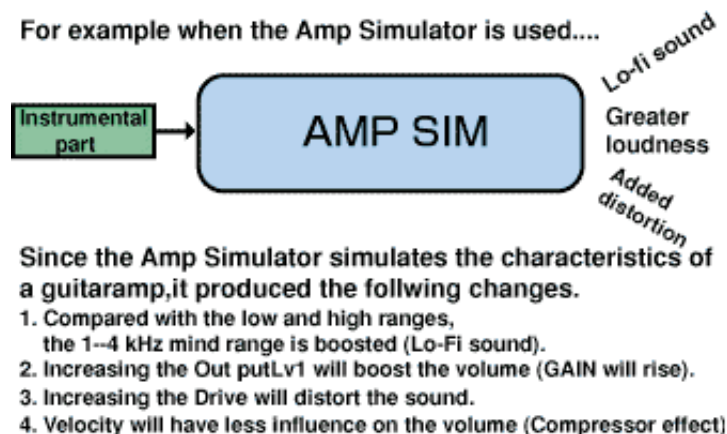 For example when the Amp Simulator is used....
Lo-fi sound
Instrumental
part
AMP SIM
Greater
loudness
Added
distortion
Since the Amp Simulator simulates the characteristics of
a guitaramp,it produced the follwing changes.
1. Compared with the low and high ranges,
the 1--4 kHz mind range is boosted (Lo-Fi sound).
2. Increasing the Out putLv1 will boost the volume (GAIN will rise).
3. Increasing the Drive will distort the sound.
4. Velocity will have less influence on the volume (Compressor effect)